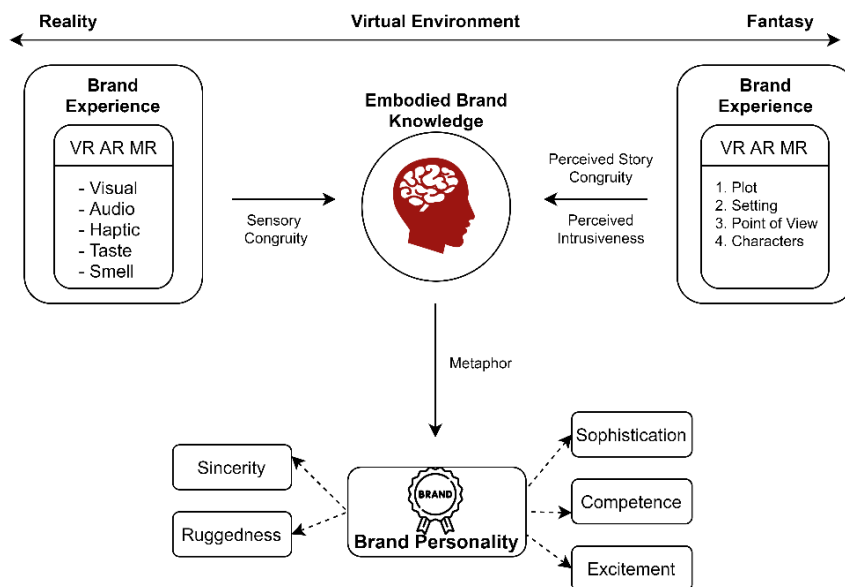 Reality
Virtual Environment
Fantasy
Brand
Experience
VR AR MR
- Visual
- Audio
- Haptic
- Taste
- Smell
Sensory
Congruity
Embodied Brand
Knowledge
Perceived Story
Congruity
Perceived
Intrusiveness
Brand
Experience
VR AR MR
1. Plot
2. Setting
3. Point of View
4. Characters
Metaphor
Sincerity
Ruggedness
BRAND
Brand Personality
Sophistication
Competence
Excitement